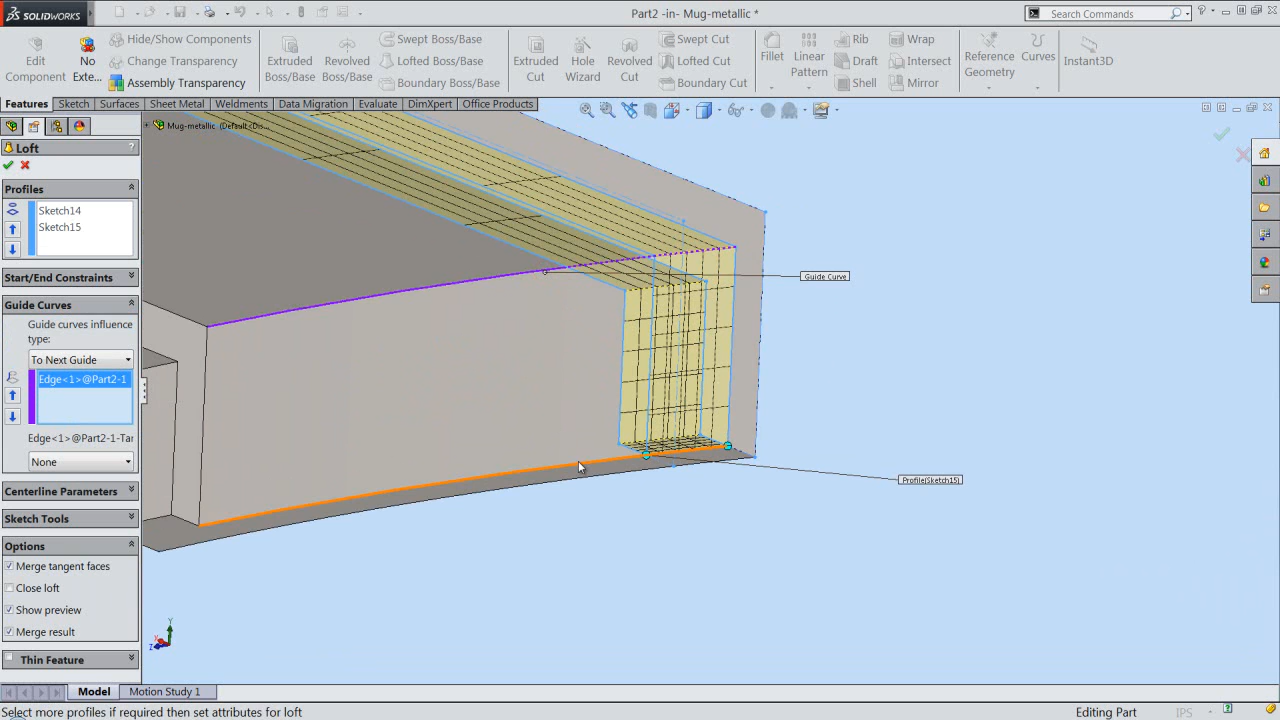 SOLIDWORKS
Part2 -in- Mug-metallic *
Search Commands
Edit
Component
No
Exte...
Hide/Show Components
Change Transparency
Assembly Transparency
Extruded
Boss/Base
Revolved
Boss/Base
Swept Boss/Base
Lofted Boss/Base
Boundary Boss/Base
Extruded
Cut
Hole
Wizard
Revolved
Cut
Swept Cut
Lofted Cut
Boundary Cut
Fillet
Linear
Pattern
Rib
Draft
Shell
Wrap
Intersect
Mirror
Reference
Geometry
Curves
Instant3D
Features
Sketch
Surfaces
Sheet Metal
Weldments
Data Migration
Evaluate
DimXpert
Office Products
Mug-metallic (Default<Di...
Loft
?
Profiles
Sketch14
Sketch15
Start/End Constraints
Guide Curves
Guide curves influence
type:
To Next Guide
Edge<1>@Part2-1
Edge<1>@Part2-1-Tar
None
Centerline Parameters
Sketch Tools
Options
Merge tangent faces
Close loft
Show preview
Merge result
Thin Feature
Guide Curve
Profile(Sketch15)
Y
X
Z
Model
Motion Study 1
Select more profiles if required then set attributes for loft
Editing Part
IPS